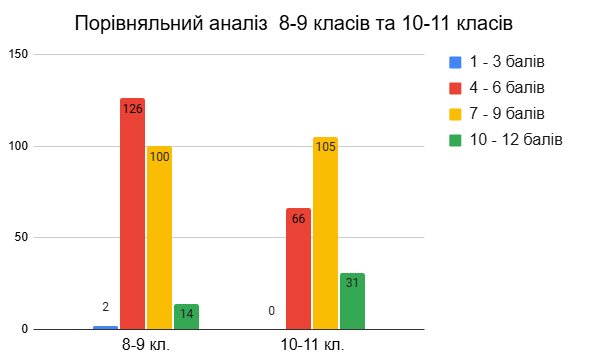 Порівняльний аналіз 8-9 класів та 10-11 класів
150
100
50
0
2
126
100
14
0
66
105
31
8-9 кл.
10-11 кл.
1 - 3 балів
4 - 6 балів
7 - 9 балів
10 - 12 балів